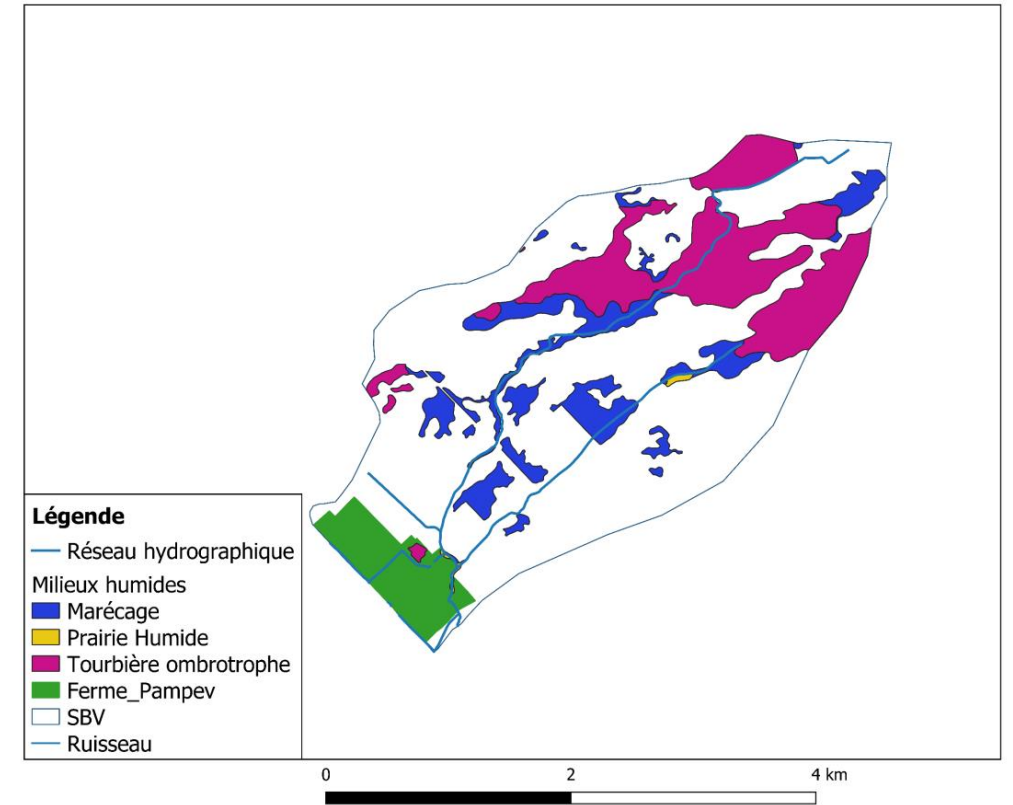 Légende
Réseau hydrographique
Milieux humides
Marécage
Prairie Humide
Tourbière ombrotrophe
Ferme_Pampev
SBV
Ruisseau
0 2 4 km